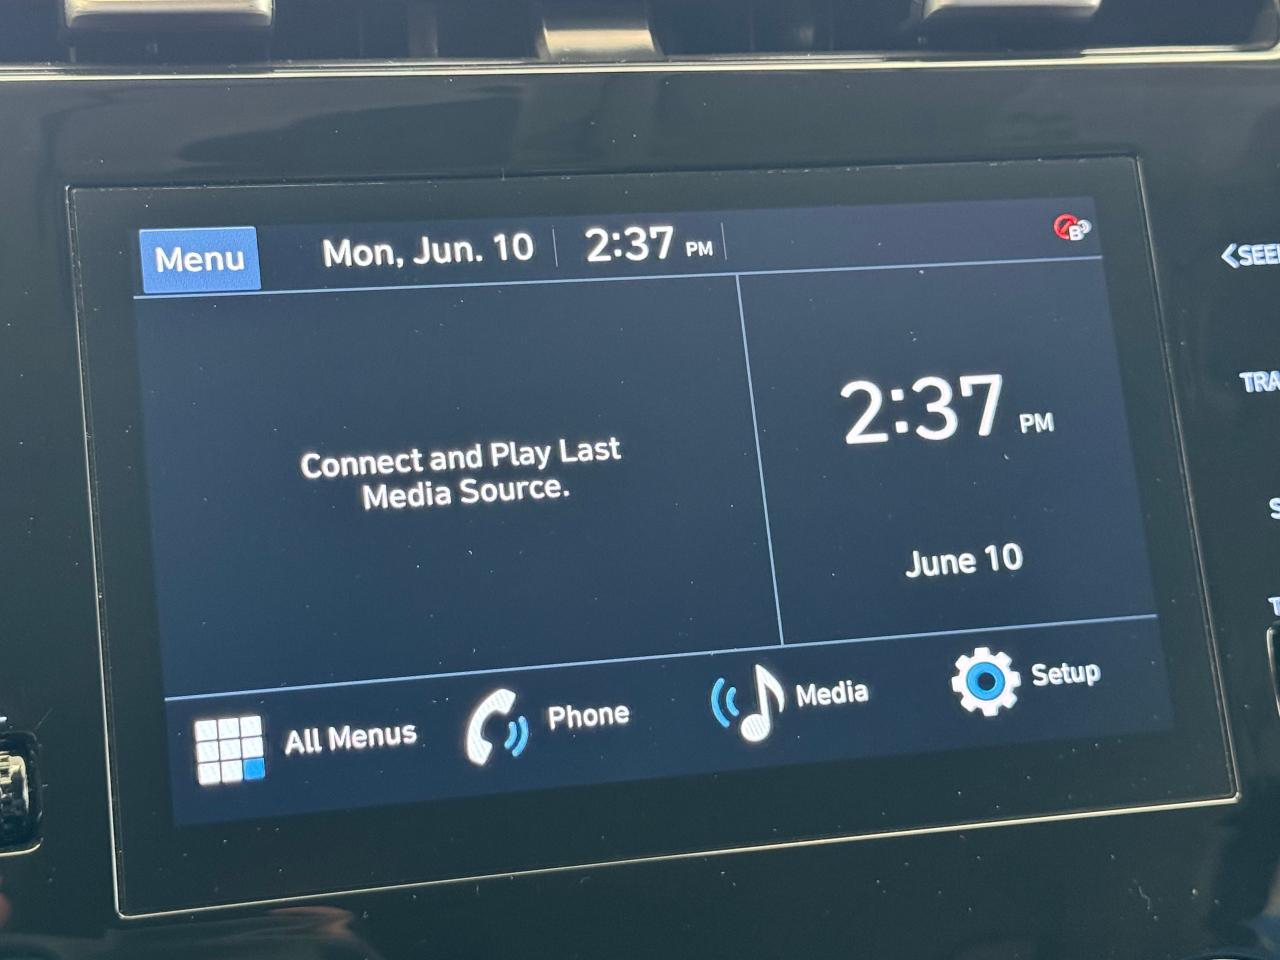 Menu
Mon, Jun. 10
2:37 PM
Connect and Play Last
Media Source.
2:37 PM
June 10
All Menus
Phone
Media
Setup